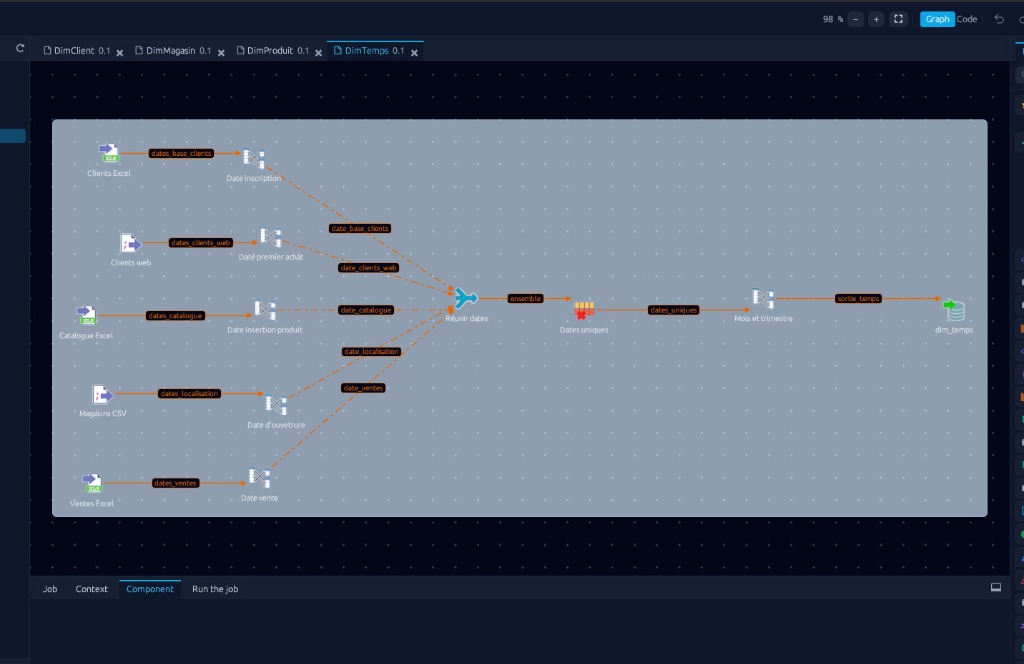 98 % − + Graph Code
DimClient 0.1 DimMagasin 0.1 DimProduit 0.1 DimTemps 0.1
dates_base_clients
Clients Excel
Date inscription
date_base_clients
dates_clients_web
Clients web
Date premier achat
date_clients_web
ensemble
dates_uniques
sortie_temps
dates_catalogue
date_catalogue
Catalogue Excel
Date insertion produit
Réunir dates
Dates uniques
Mois et trimestre
dim_temps
date_localisation
date_ventes
dates_localisation
Magasins CSV
Date d'ouvetrure
dates_ventes
Ventes Excel
Date vente
Job Context Component Run the job